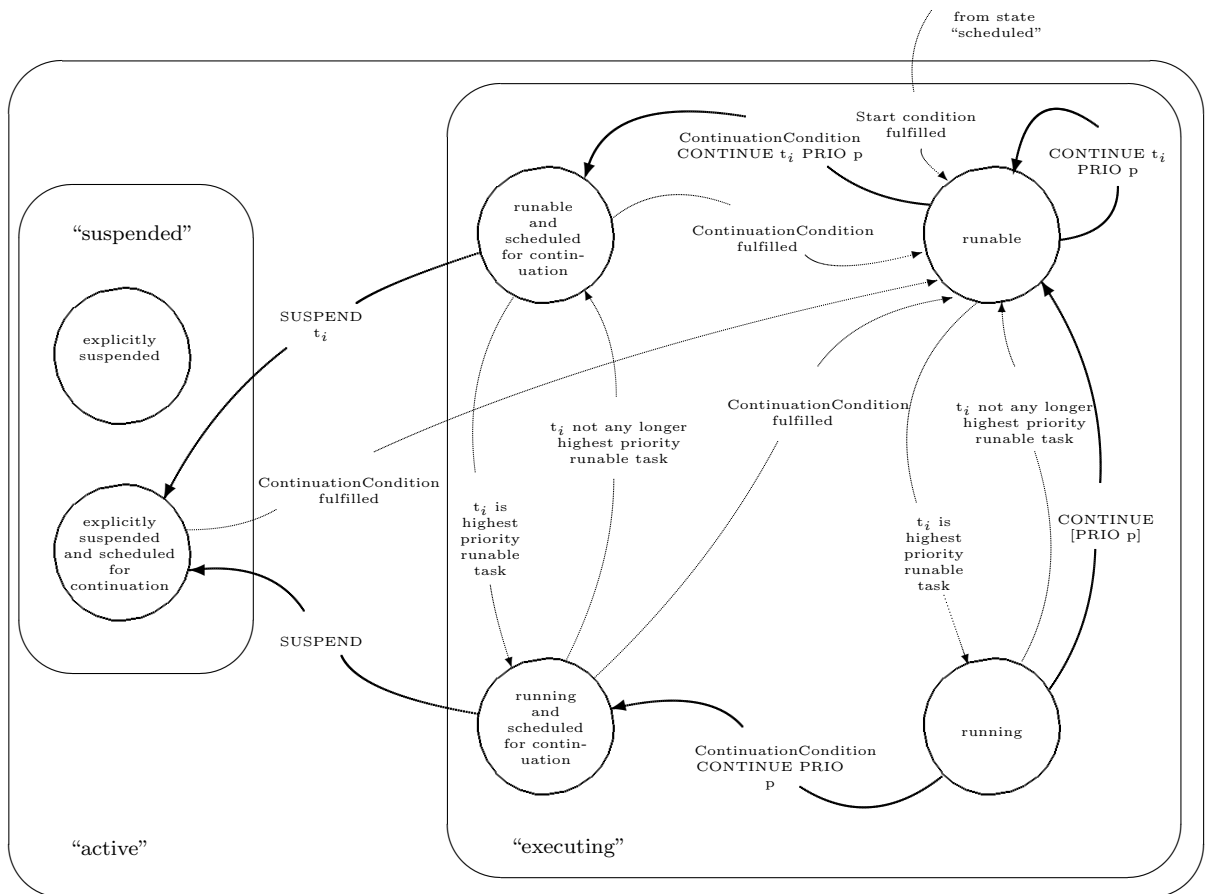 from state
“scheduled”
Start condition
fulfilled
ContinuationCondition
CONTINUE t_i PRIO p
CONTINUE t_i
PRIO p
“suspended”
runable
and
scheduled
for contin-
uation
ContinuationCondition
fulfilled
runable
explicitly
suspended
SUSPEND
t_i
ContinuationCondition
fulfilled
t_i not any longer
highest priority
runable task
t_i not any longer
highest priority
runable task
ContinuationCondition
fulfilled
t_i is
highest
priority
runable
task
t_i is
highest
priority
runable
task
CONTINUE
[PRIO p]
explicitly
suspended
and scheduled
for
continuation
SUSPEND
running
and
scheduled
for contin-
uation
ContinuationCondition
CONTINUE PRIO
p
running
“active”
“executing”